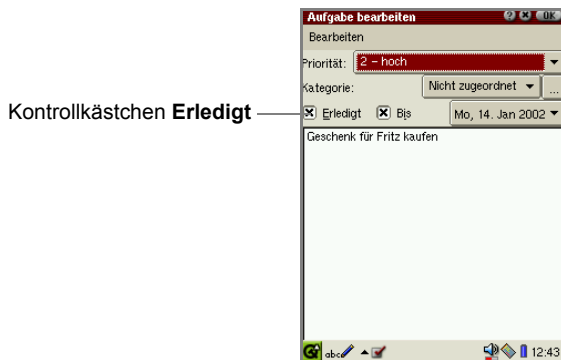 Aufgabe bearbeiten ? OK
Bearbeiten
Priorität: 2 – hoch
Kategorie: Nicht zugeordnet ...
Kontrollkästchen Erledigt
Erledigt Bis Mo, 14. Jan 2002
Geschenk für Fritz kaufen
abc 12:43